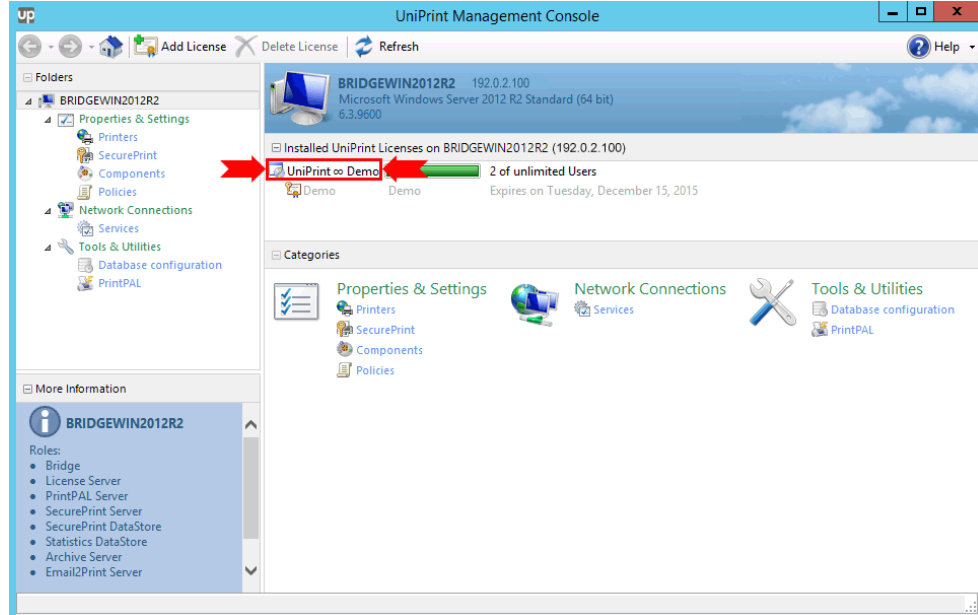 up
UniPrint Management Console
Add License
Delete License
Refresh
Help
Folders
BRIDGEWIN2012R2
Properties & Settings
Printers
SecurePrint
Components
Policies
Network Connections
Services
Tools & Utilities
Database configuration
PrintPAL
BRIDGEWIN2012R2 192.0.2.100
Microsoft Windows Server 2012 R2 Standard (64 bit)
6.3.9600
Installed UniPrint Licenses on BRIDGEWIN2012R2 (192.0.2.100)
UniPrint ∞ Demo 2 of unlimited Users
Demo Demo Expires on Tuesday, December 15, 2015
Categories
Properties & Settings
Printers
SecurePrint
Components
Policies
Network Connections
Services
Tools & Utilities
Database configuration
PrintPAL
More Information
BRIDGEWIN2012R2
Roles:
• Bridge
• License Server
• PrintPAL Server
• SecurePrint Server
• SecurePrint DataStore
• Statistics DataStore
• Archive Server
• Email2Print Server